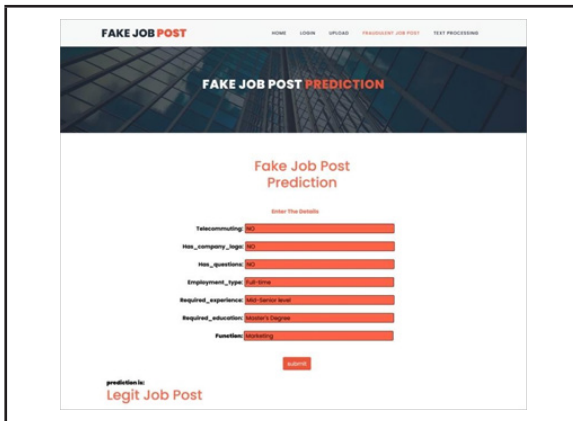 FAKE JOB POST
HOME LOGIN UPLOAD FRAUDULENT JOB POST TEXT PROCESSING
FAKE JOB POST PREDICTION
Fake Job Post
Prediction
Enter The Details
Telecommuting: NO
Has_company_logo: NO
Has_questions: NO
Employment_type: Full-time
Required_experience: Mid-Senior level
Required_education: Master's Degree
Function: Marketing
submit
prediction is:
Legit Job Post